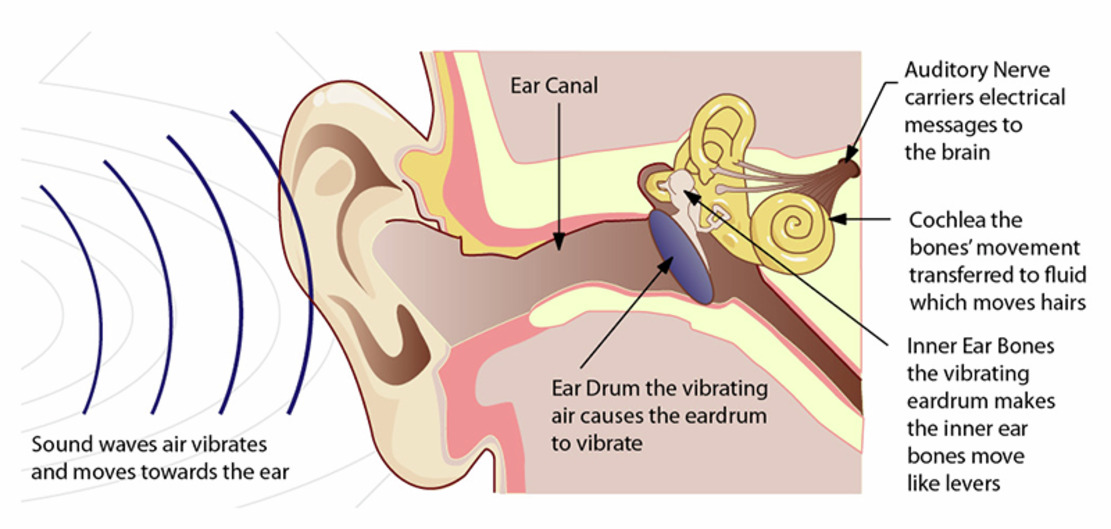 Ear Canal
Auditory Nerve
carriers electrical
messages to
the brain
Cochlea the
bones' movement
transferred to fluid
which moves hairs
Inner Ear Bones
the vibrating
eardrum makes
the inner ear
bones move
like levers
Ear Drum the vibrating
air causes the eardrum
to vibrate
Sound waves air vibrates
and moves towards the ear